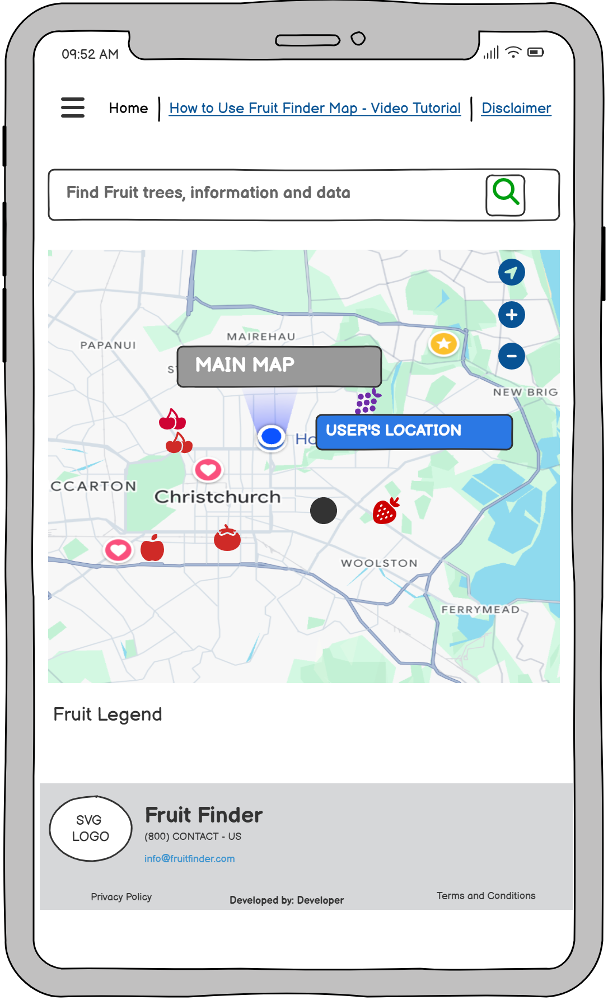 09:52 AM
Home
How to Use Fruit Finder Map - Video Tutorial
Disclaimer
Find Fruit trees, information and data
MAIREHAU
PAPANUI
MAIN MAP
ST
NEW BRIG
USER'S LOCATION
Ho
CCARTON
Christchurch
WOOLSTON
FERRYMEAD
Fruit Legend
SVG
LOGO
Fruit Finder
(800) CONTACT - US
info@fruitfinder.com
Privacy Policy
Developed by: Developer
Terms and Conditions